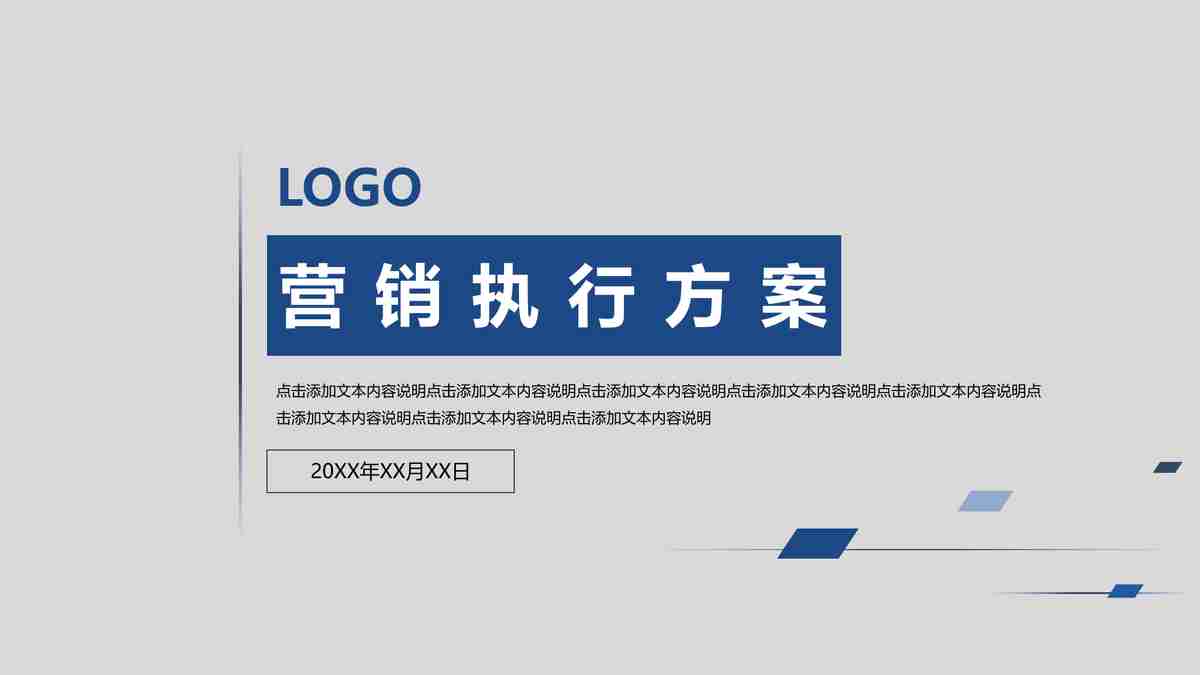 LOGO
营销执行方案
点击添加文本内容说明点击添加文本内容说明点击添加文本内容说明点击添加文本内容说明点击添加文本内容说明点
击添加文本内容说明点击添加文本内容说明点击添加文本内容说明
20XX年XX月XX日